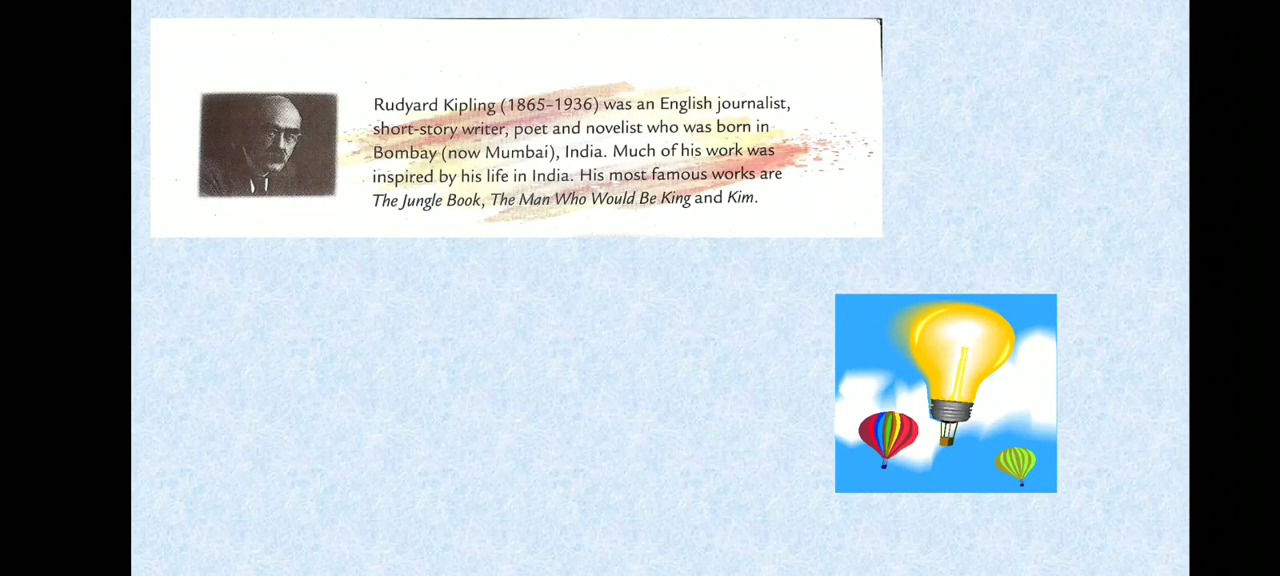 Rudyard Kipling (1865–1936) was an English journalist,
short-story writer, poet and novelist who was born in
Bombay (now Mumbai), India. Much of his work was
inspired by his life in India. His most famous works are
The Jungle Book, The Man Who Would Be King and Kim.